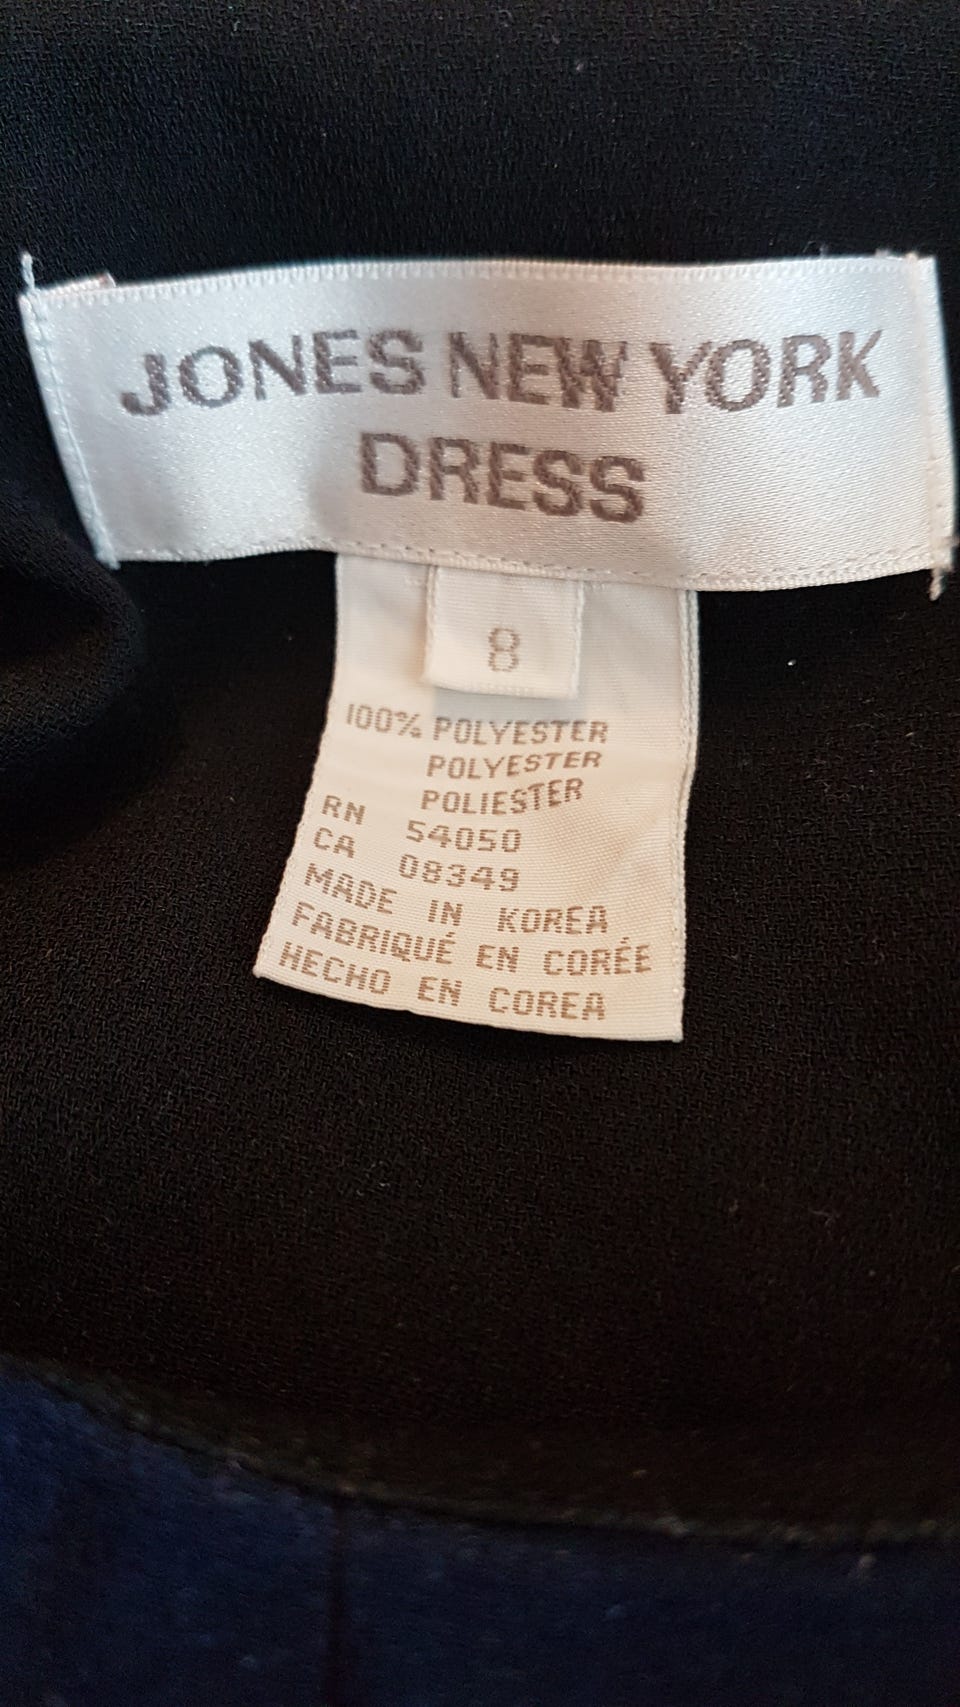 JONES NEW YORK
DRESS
8
100% POLYESTER
POLYESTER
POLIESTER
RN 54050
CA 08349
MADE IN KOREA
FABRIQUÉ EN CORÉE
HECHO EN COREA